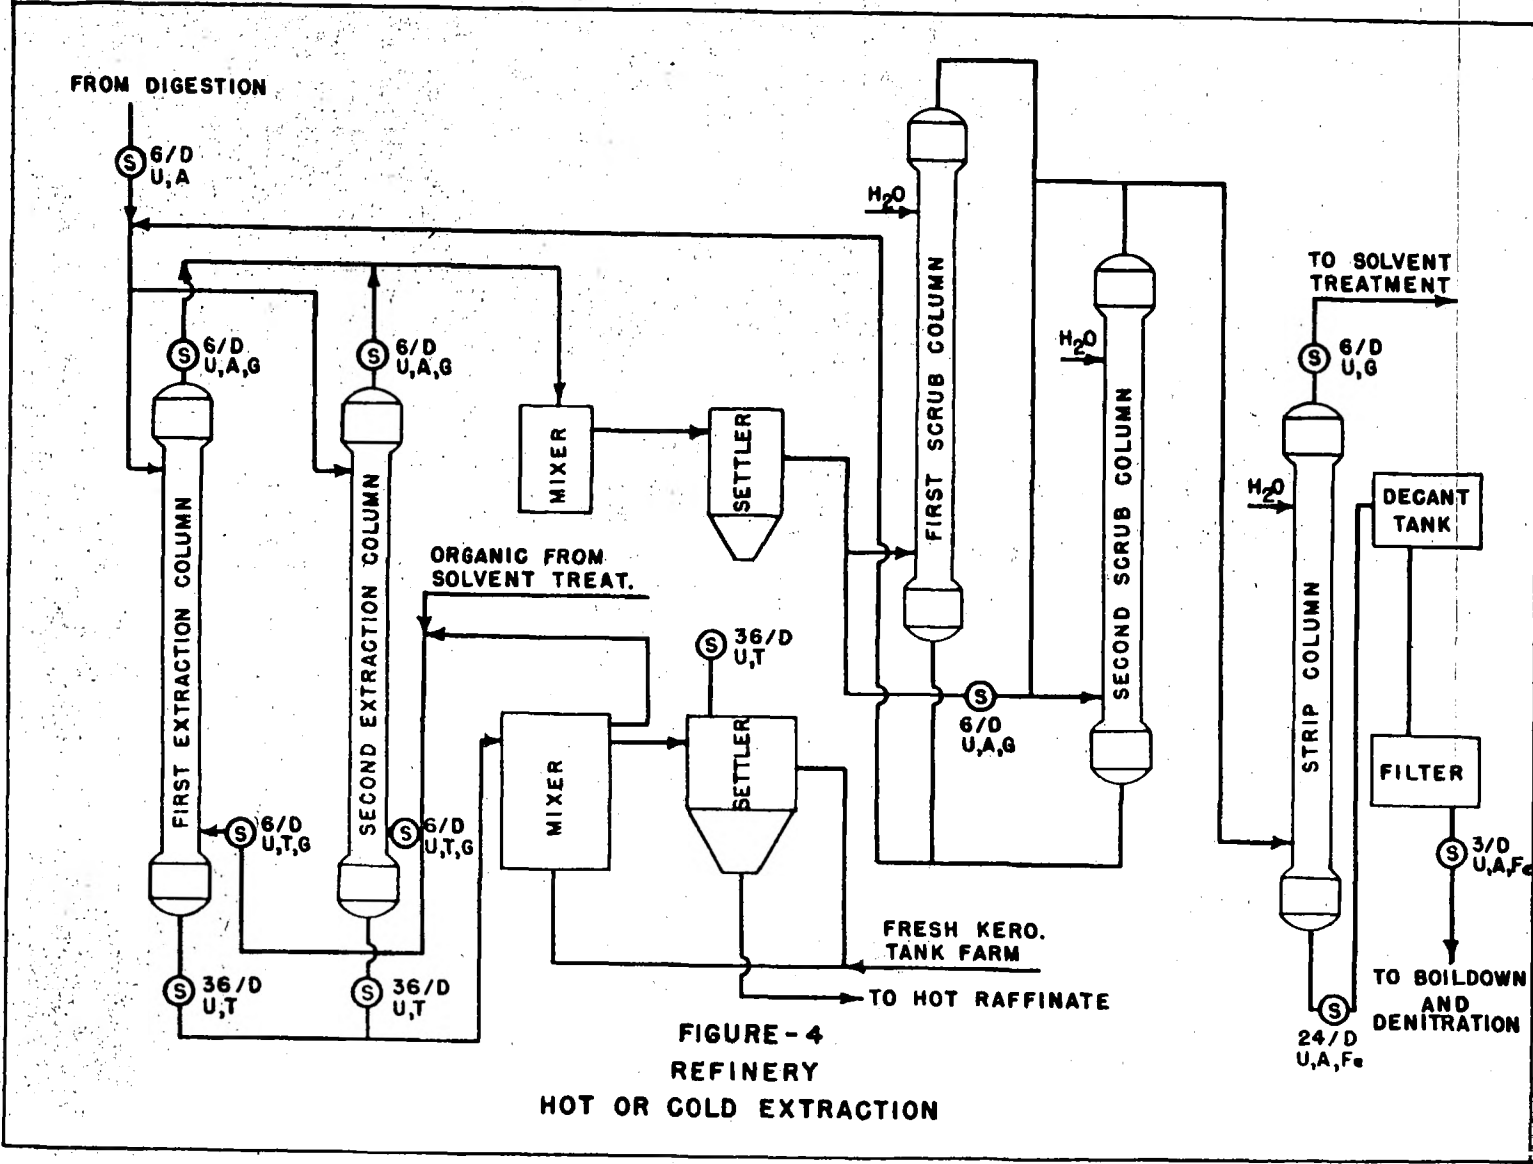 FROM DIGESTION
S
6/D
U,A
S
6/D
U,A,G
S
6/D
U,A,G
FIRST EXTRACTION COLUMN
SECOND EXTRACTION COLUMN
MIXER
SETTLER
ORGANIC FROM
SOLVENT TREAT.
S
6/D
U,T,G
S
6/D
U,T,G
S
36/D
U,T
S
36/D
U,T
MIXER
SETTLER
S
36/D
U,T
H2O
FIRST SCRUB COLUMN
H2O
SECOND SCRUB COLUMN
S
6/D
U,A,G
FRESH KERO.
TANK FARM
TO HOT RAFFINATE
TO SOLVENT
TREATMENT
S
6/D
U,G
H2O
STRIP COLUMN
DECANT
TANK
FILTER
S
3/D
U,A,Fe
TO BOILDOWN
AND
DENITRATION
S
24/D
U,A,Fe
FIGURE-4
REFINERY
HOT OR COLD EXTRACTION